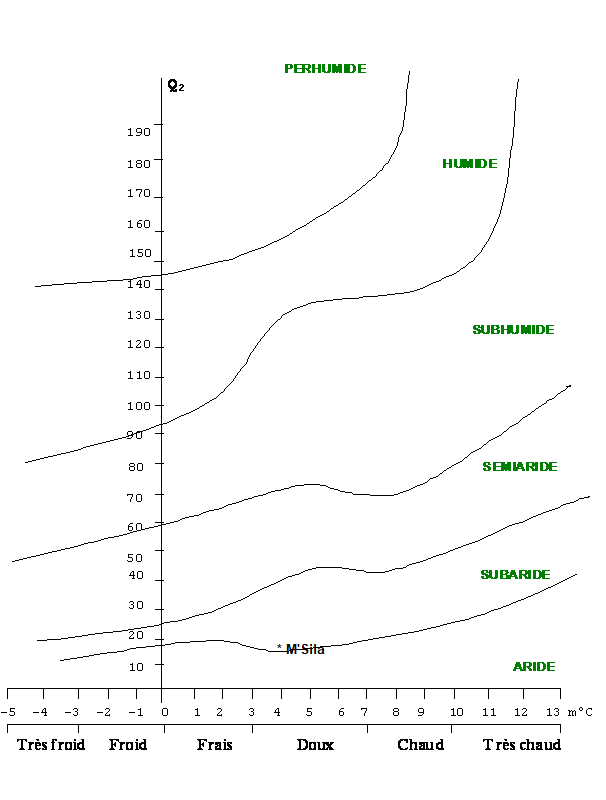 PERHUMIDE
Q2
190
HUMIDE
180
170
160
150
140
130
SUBHUMIDE
120
110
100
90
80
SEMIARIDE
70
60
50
40
SUBARIDE
30
20
* M'Sila
10
ARIDE
-5 -4 -3 -2 -1 0 1 2 3 4 5 6 7 8 9 10 11 12 13 m°C
Très froid Froid Frais Doux Chaud Très chaud